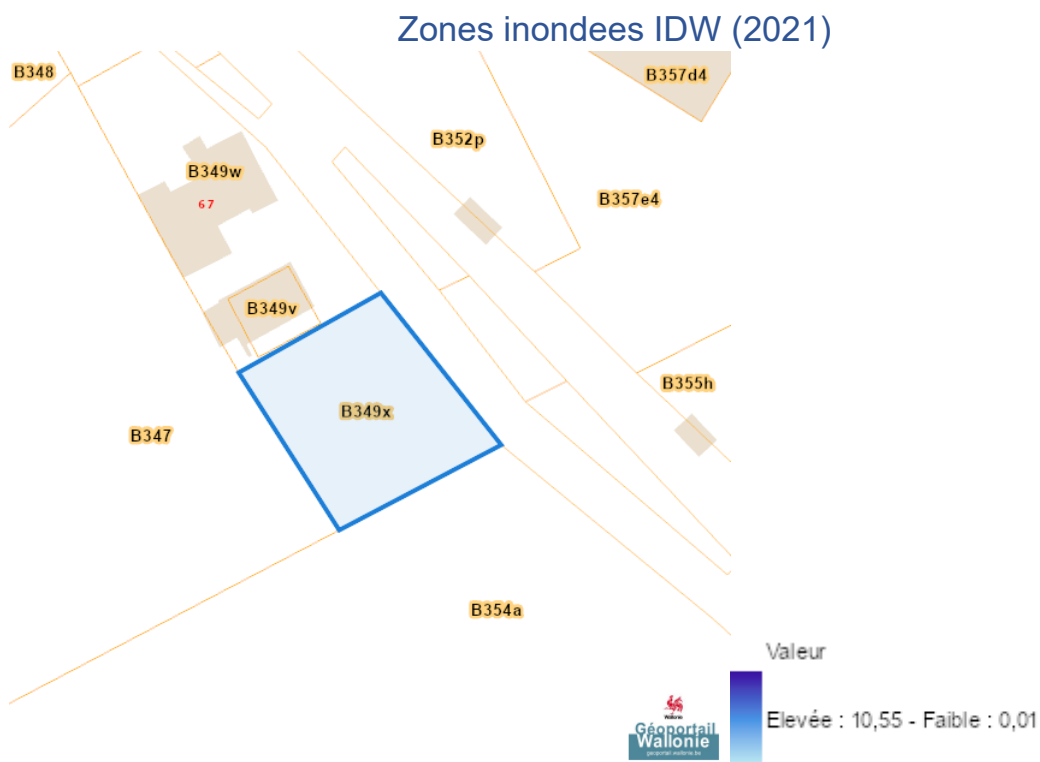 Zones inondees IDW (2021)
B348
B357d4
B352p
B349w
B357e4
67
B349v
B355h
B349x
B347
B354a
Valeur
Elevée : 10,55 - Faible : 0,01
Wallonie
Géoportail
Wallonie
geoportail.wallonie.be